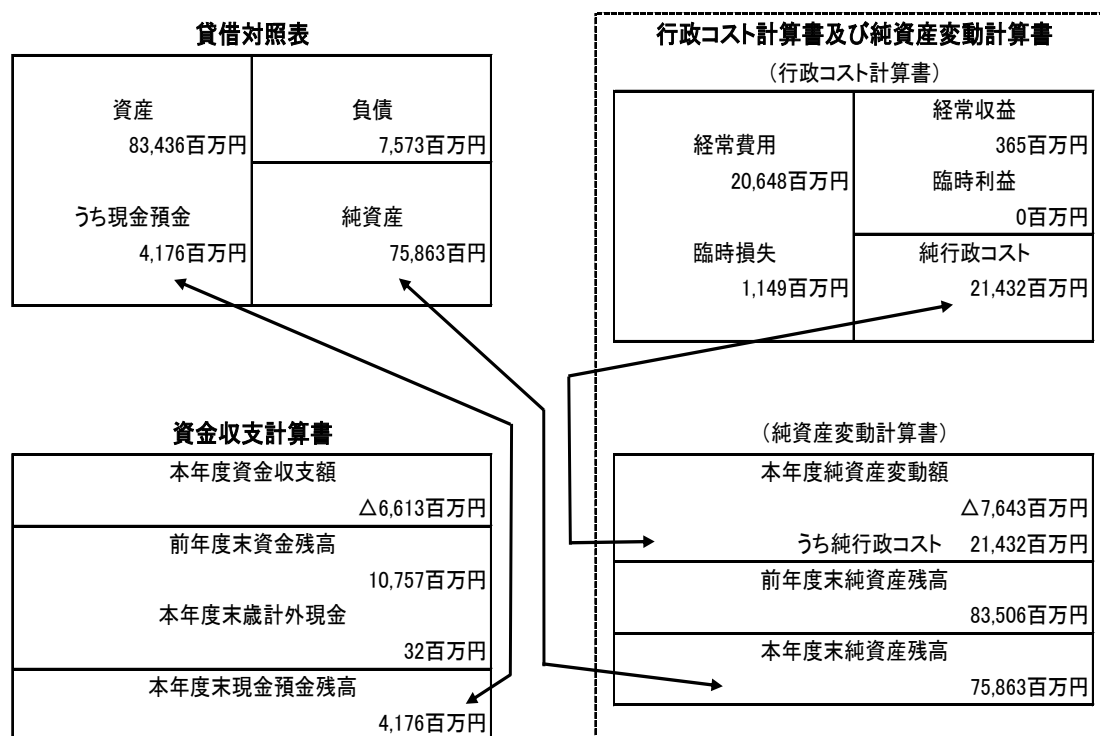 貸借対照表
資産
83,436百万円
うち現金預金
4,176百万円
負債
7,573百万円
純資産
75,863百円
行政コスト計算書及び純資産変動計算書
（行政コスト計算書）
経常費用
20,648百万円
臨時損失
1,149百万円
経常収益
365百万円
臨時利益
0百万円
純行政コスト
21,432百万円
資金収支計算書
本年度資金収支額
△6,613百万円
前年度末資金残高
10,757百万円
本年度末歳計外現金
32百万円
本年度末現金預金残高
4,176百万円
（純資産変動計算書）
本年度純資産変動額
△7,643百万円
うち純行政コスト 21,432百万円
前年度末純資産残高
83,506百万円
本年度末純資産残高
75,863百万円